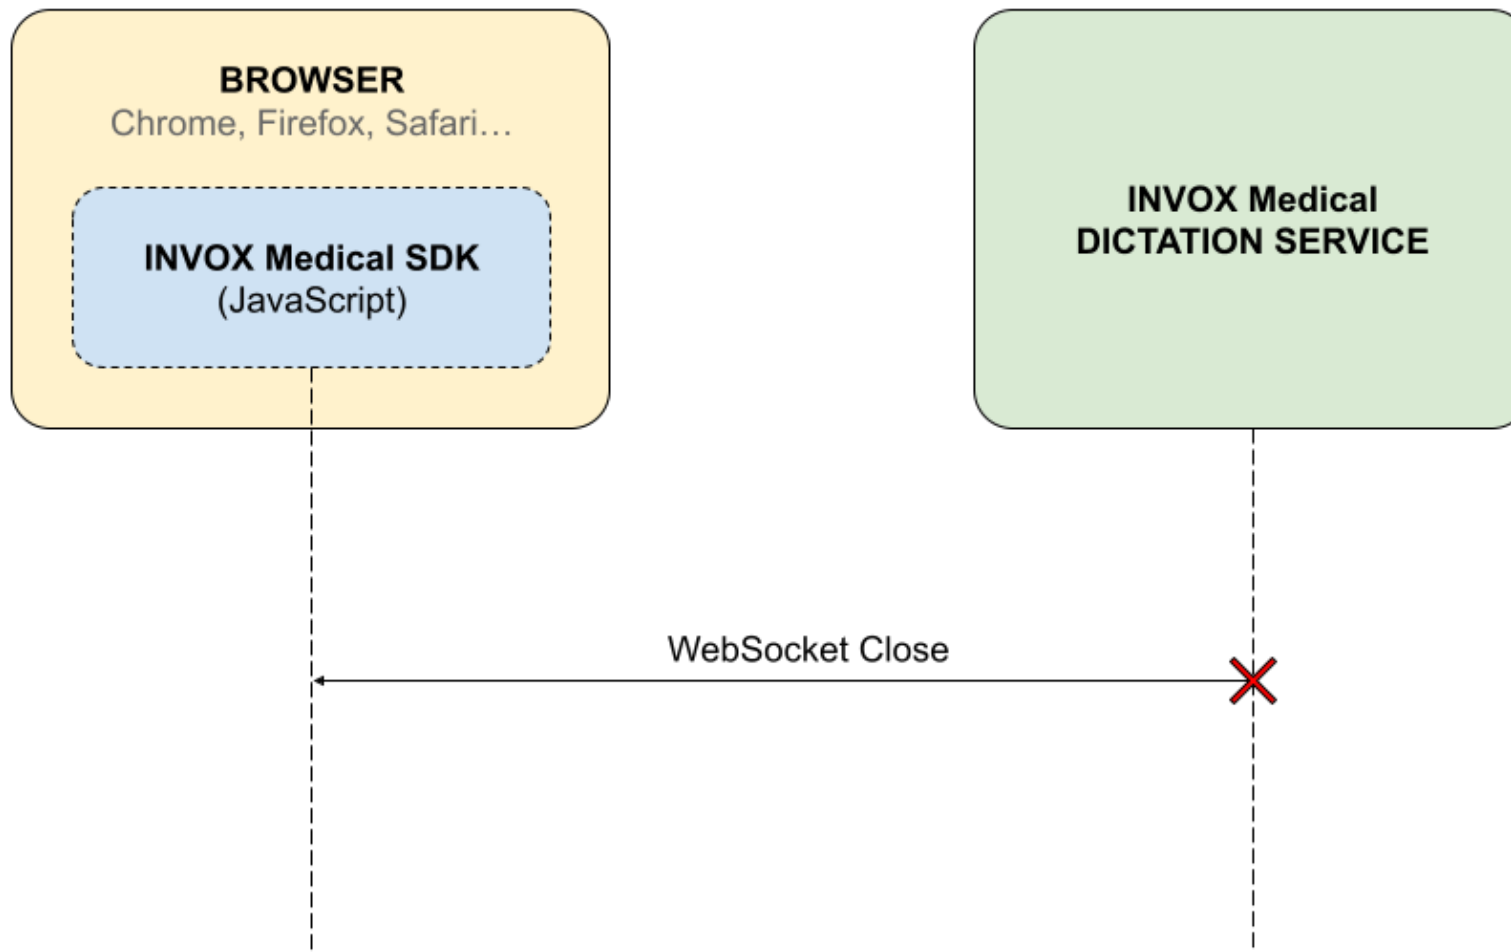 BROWSER
Chrome, Firefox, Safari…
INVOX Medical SDK
(JavaScript)
INVOX Medical
DICTATION SERVICE
WebSocket Close